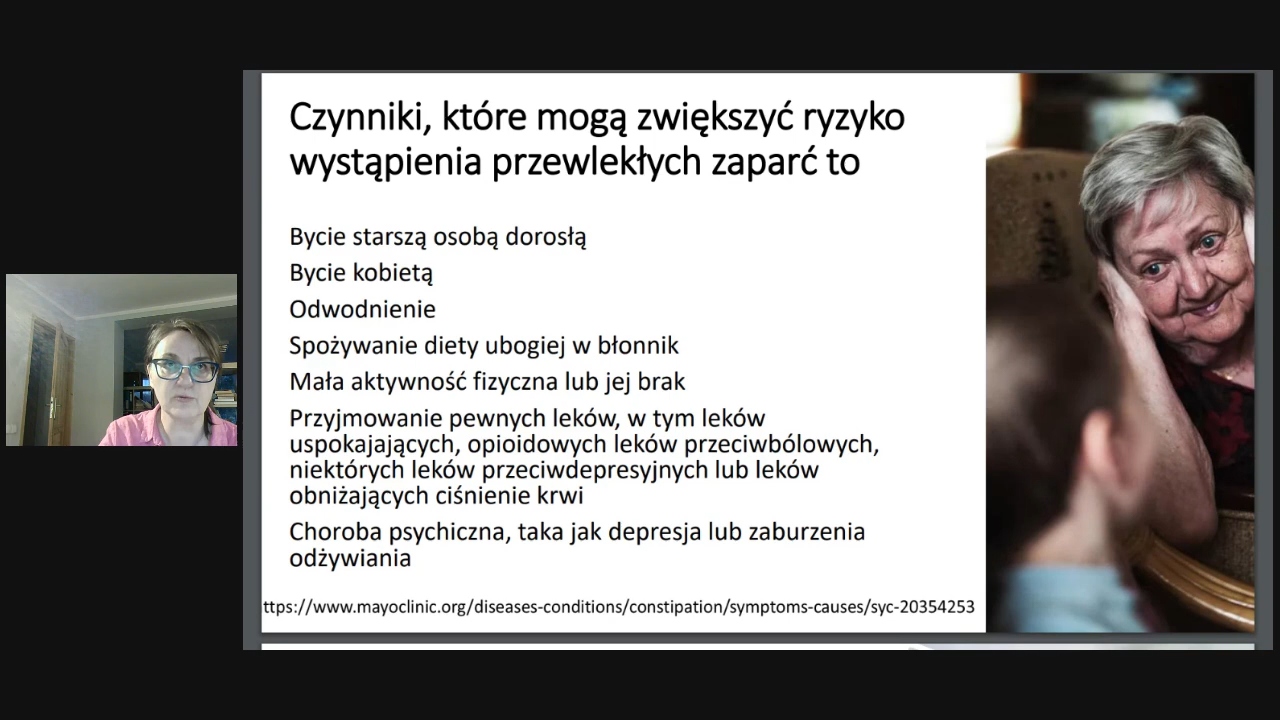 Czynniki, które mogą zwiększyć ryzyko
wystąpienia przewlekłych zaparć to
Bycie starszą osobą dorosłą
Bycie kobietą
Odwodnienie
Spożywanie diety ubogiej w błonnik
Mała aktywność fizyczna lub jej brak
Przyjmowanie pewnych leków, w tym leków
uspokajających, opioidowych leków przeciwbólowych,
niektórych leków przeciwdepresyjnych lub leków
obniżających ciśnienie krwi
Choroba psychiczna, taka jak depresja lub zaburzenia
odżywiania
ttps://www.mayoclinic.org/diseases-conditions/constipation/symptoms-causes/syc-20354253